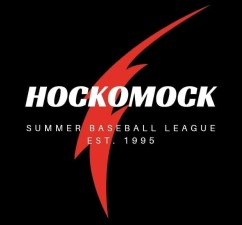 HOCKOMOCK
SUMMER BASEBALL LEAGUE
EST. 1995